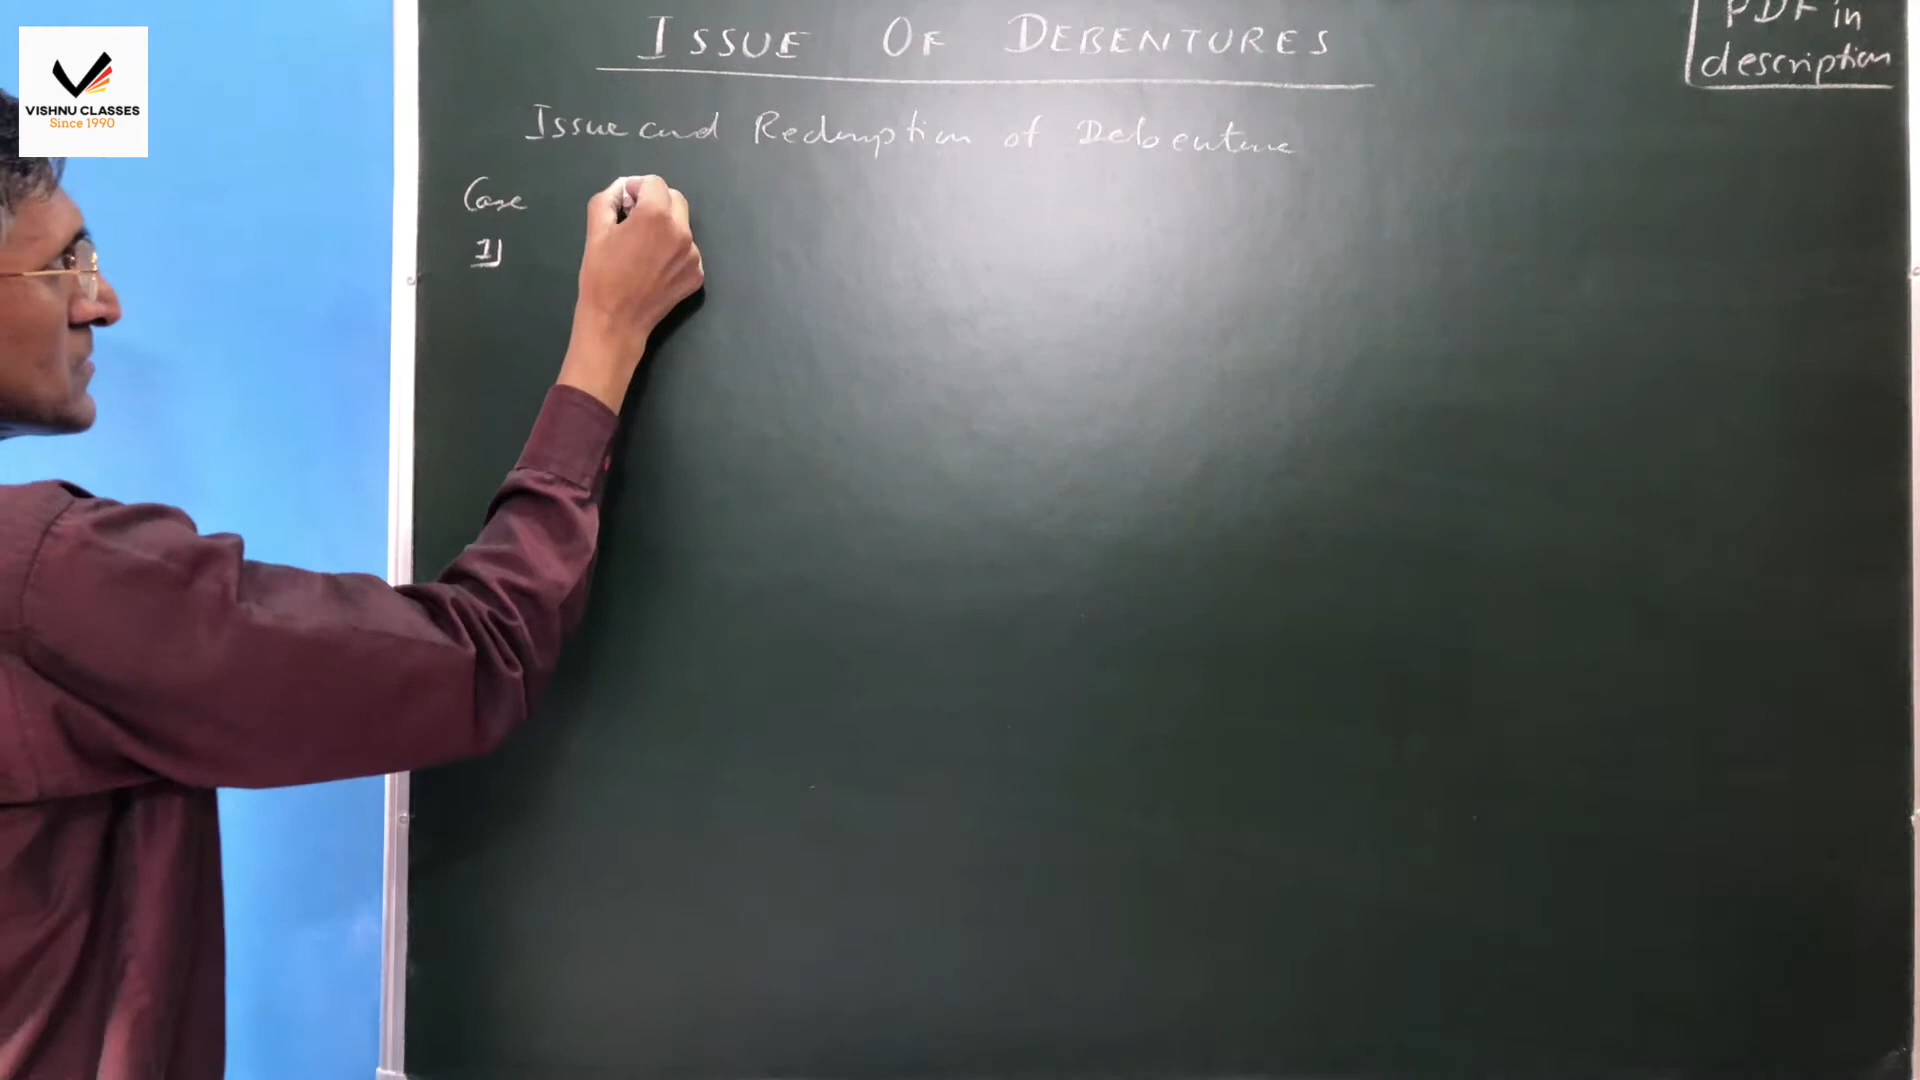 VISHNU CLASSES
Since 1990
ISSUE OF DEBENTURES
PDF in
description
Issue and Redemption of Debenture
Case
1)